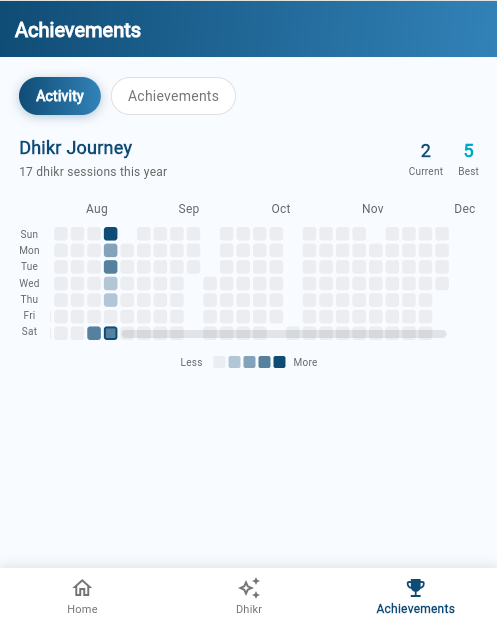 Achievements
Activity
Achievements
Dhikr Journey
17 dhikr sessions this year
2
Current
5
Best
Aug
Sep
Oct
Nov
Dec
Sun
Mon
Tue
Wed
Thu
Fri
Sat
Less
More
Home
Dhikr
Achievements